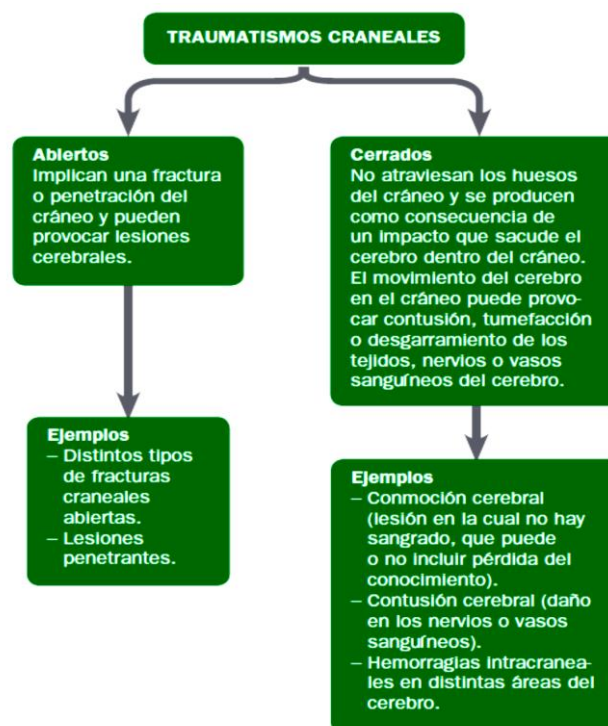 TRAUMATISMOS CRANEALES
Abiertos
Implican una fractura
o penetración del
cráneo y pueden
provocar lesiones
cerebrales.
Ejemplos
– Distintos tipos
de fracturas
craneales
abiertas.
– Lesiones
penetrantes.
Cerrados
No atraviesan los huesos
del cráneo y se producen
como consecuencia de
un impacto que sacude el
cerebro dentro del cráneo.
El movimiento del cerebro
en el cráneo puede provo-
car contusión, tumefacción
o desgarramiento de los
tejidos, nervios o vasos
sanguíneos del cerebro.
Ejemplos
– Conmoción cerebral
(lesión en la cual no hay
sangrado, que puede
o no incluir pérdida del
conocimiento).
– Contusión cerebral (daño
en los nervios o vasos
sanguíneos).
– Hemorragias intracranea-
les en distintas áreas del
cerebro.